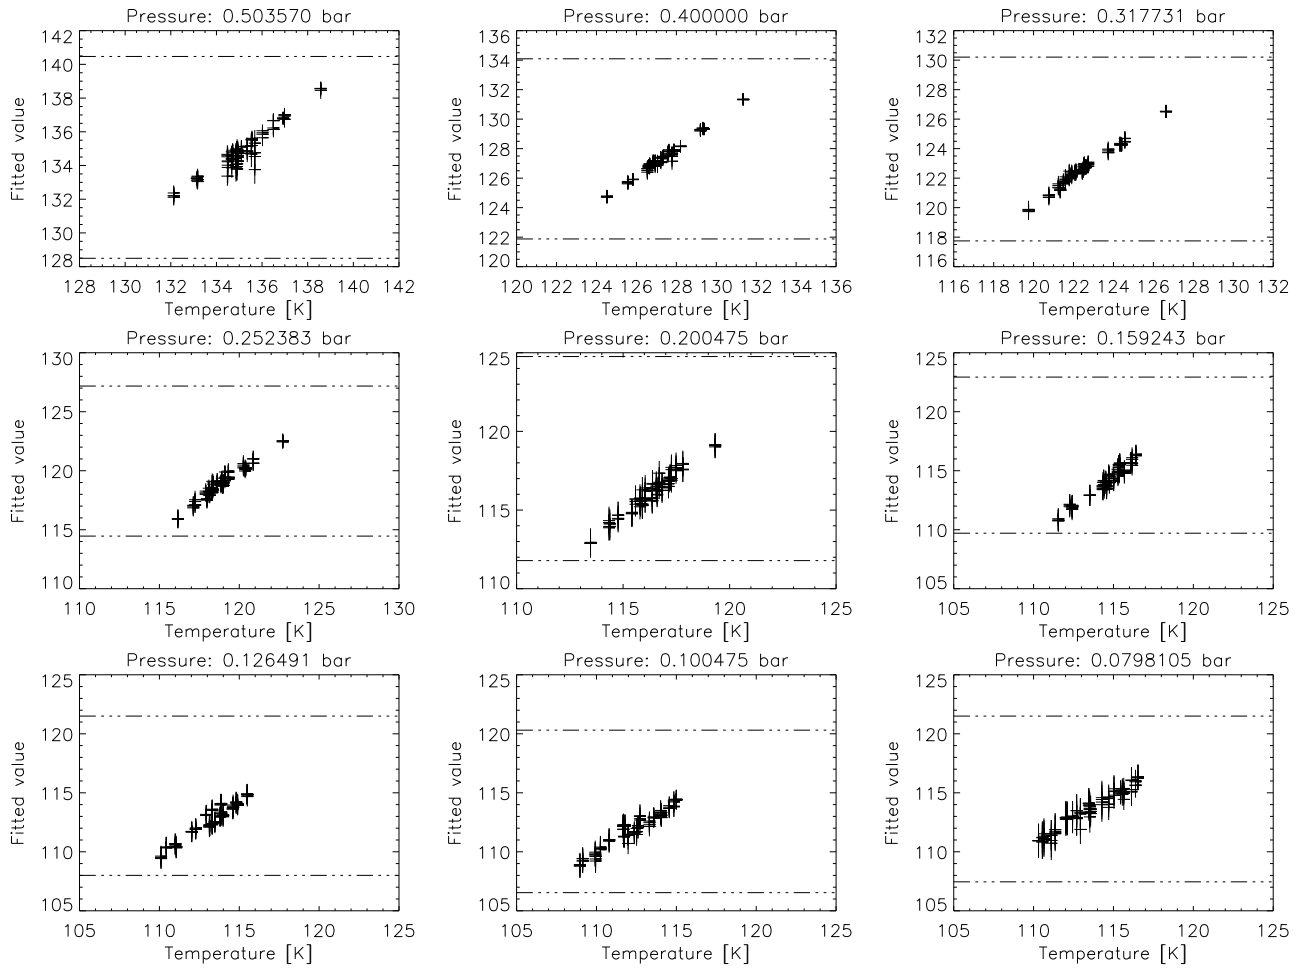 Pressure: 0.503570 bar
Fitted value
142
140
138
136
134
132
130
128
128 130 132 134 136 138 140 142
Temperature [K]
Pressure: 0.400000 bar
Fitted value
136
134
132
130
128
126
124
122
120
120 122 124 126 128 130 132 134 136
Temperature [K]
Pressure: 0.317731 bar
Fitted value
132
130
128
126
124
122
120
118
116
116 118 120 122 124 126 128 130 132
Temperature [K]
Pressure: 0.252383 bar
Fitted value
130
125
120
115
110
110 115 120 125 130
Temperature [K]
Pressure: 0.200475 bar
Fitted value
125
120
115
110
110 115 120 125
Temperature [K]
Pressure: 0.159243 bar
Fitted value
125
120
115
110
105
105 110 115 120 125
Temperature [K]
Pressure: 0.126491 bar
Fitted value
125
120
115
110
105
105 110 115 120 125
Temperature [K]
Pressure: 0.100475 bar
Fitted value
125
120
115
110
105
105 110 115 120 125
Temperature [K]
Pressure: 0.0798105 bar
Fitted value
125
120
115
110
105
105 110 115 120 125
Temperature [K]